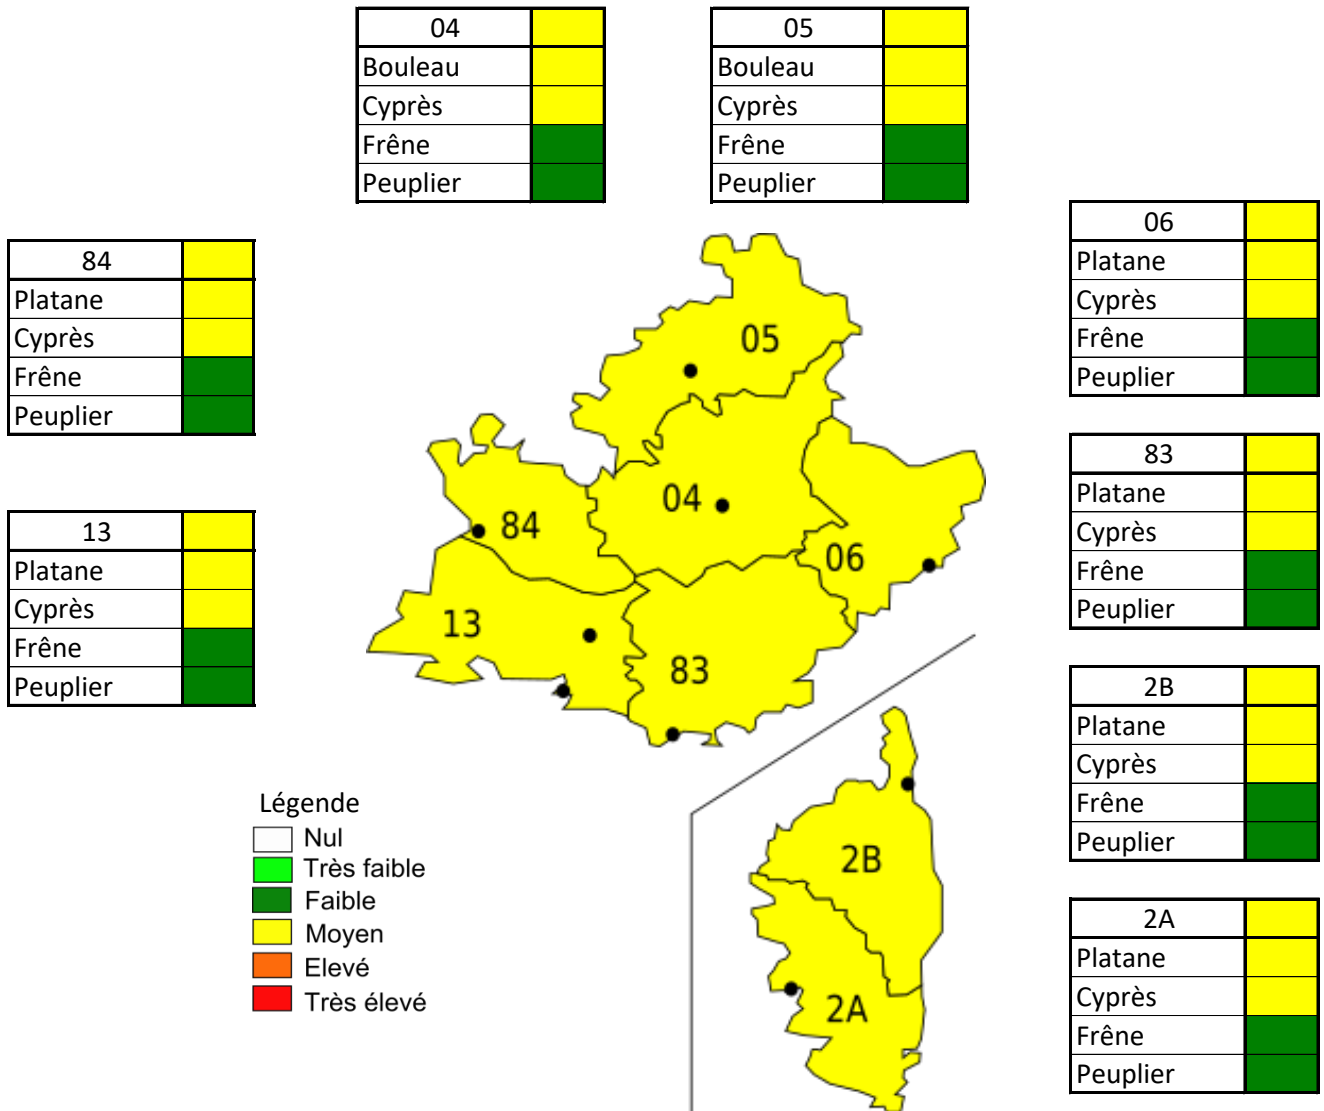 04
Bouleau
Cyprès
Frêne
Peuplier
05
Bouleau
Cyprès
Frêne
Peuplier
84
Platane
Cyprès
Frêne
Peuplier
13
Platane
Cyprès
Frêne
Peuplier
05
04
84
06
13
83
2B
2A
06
Platane
Cyprès
Frêne
Peuplier
83
Platane
Cyprès
Frêne
Peuplier
2B
Platane
Cyprès
Frêne
Peuplier
2A
Platane
Cyprès
Frêne
Peuplier
Légende
Nul
Très faible
Faible
Moyen
Elevé
Très élevé